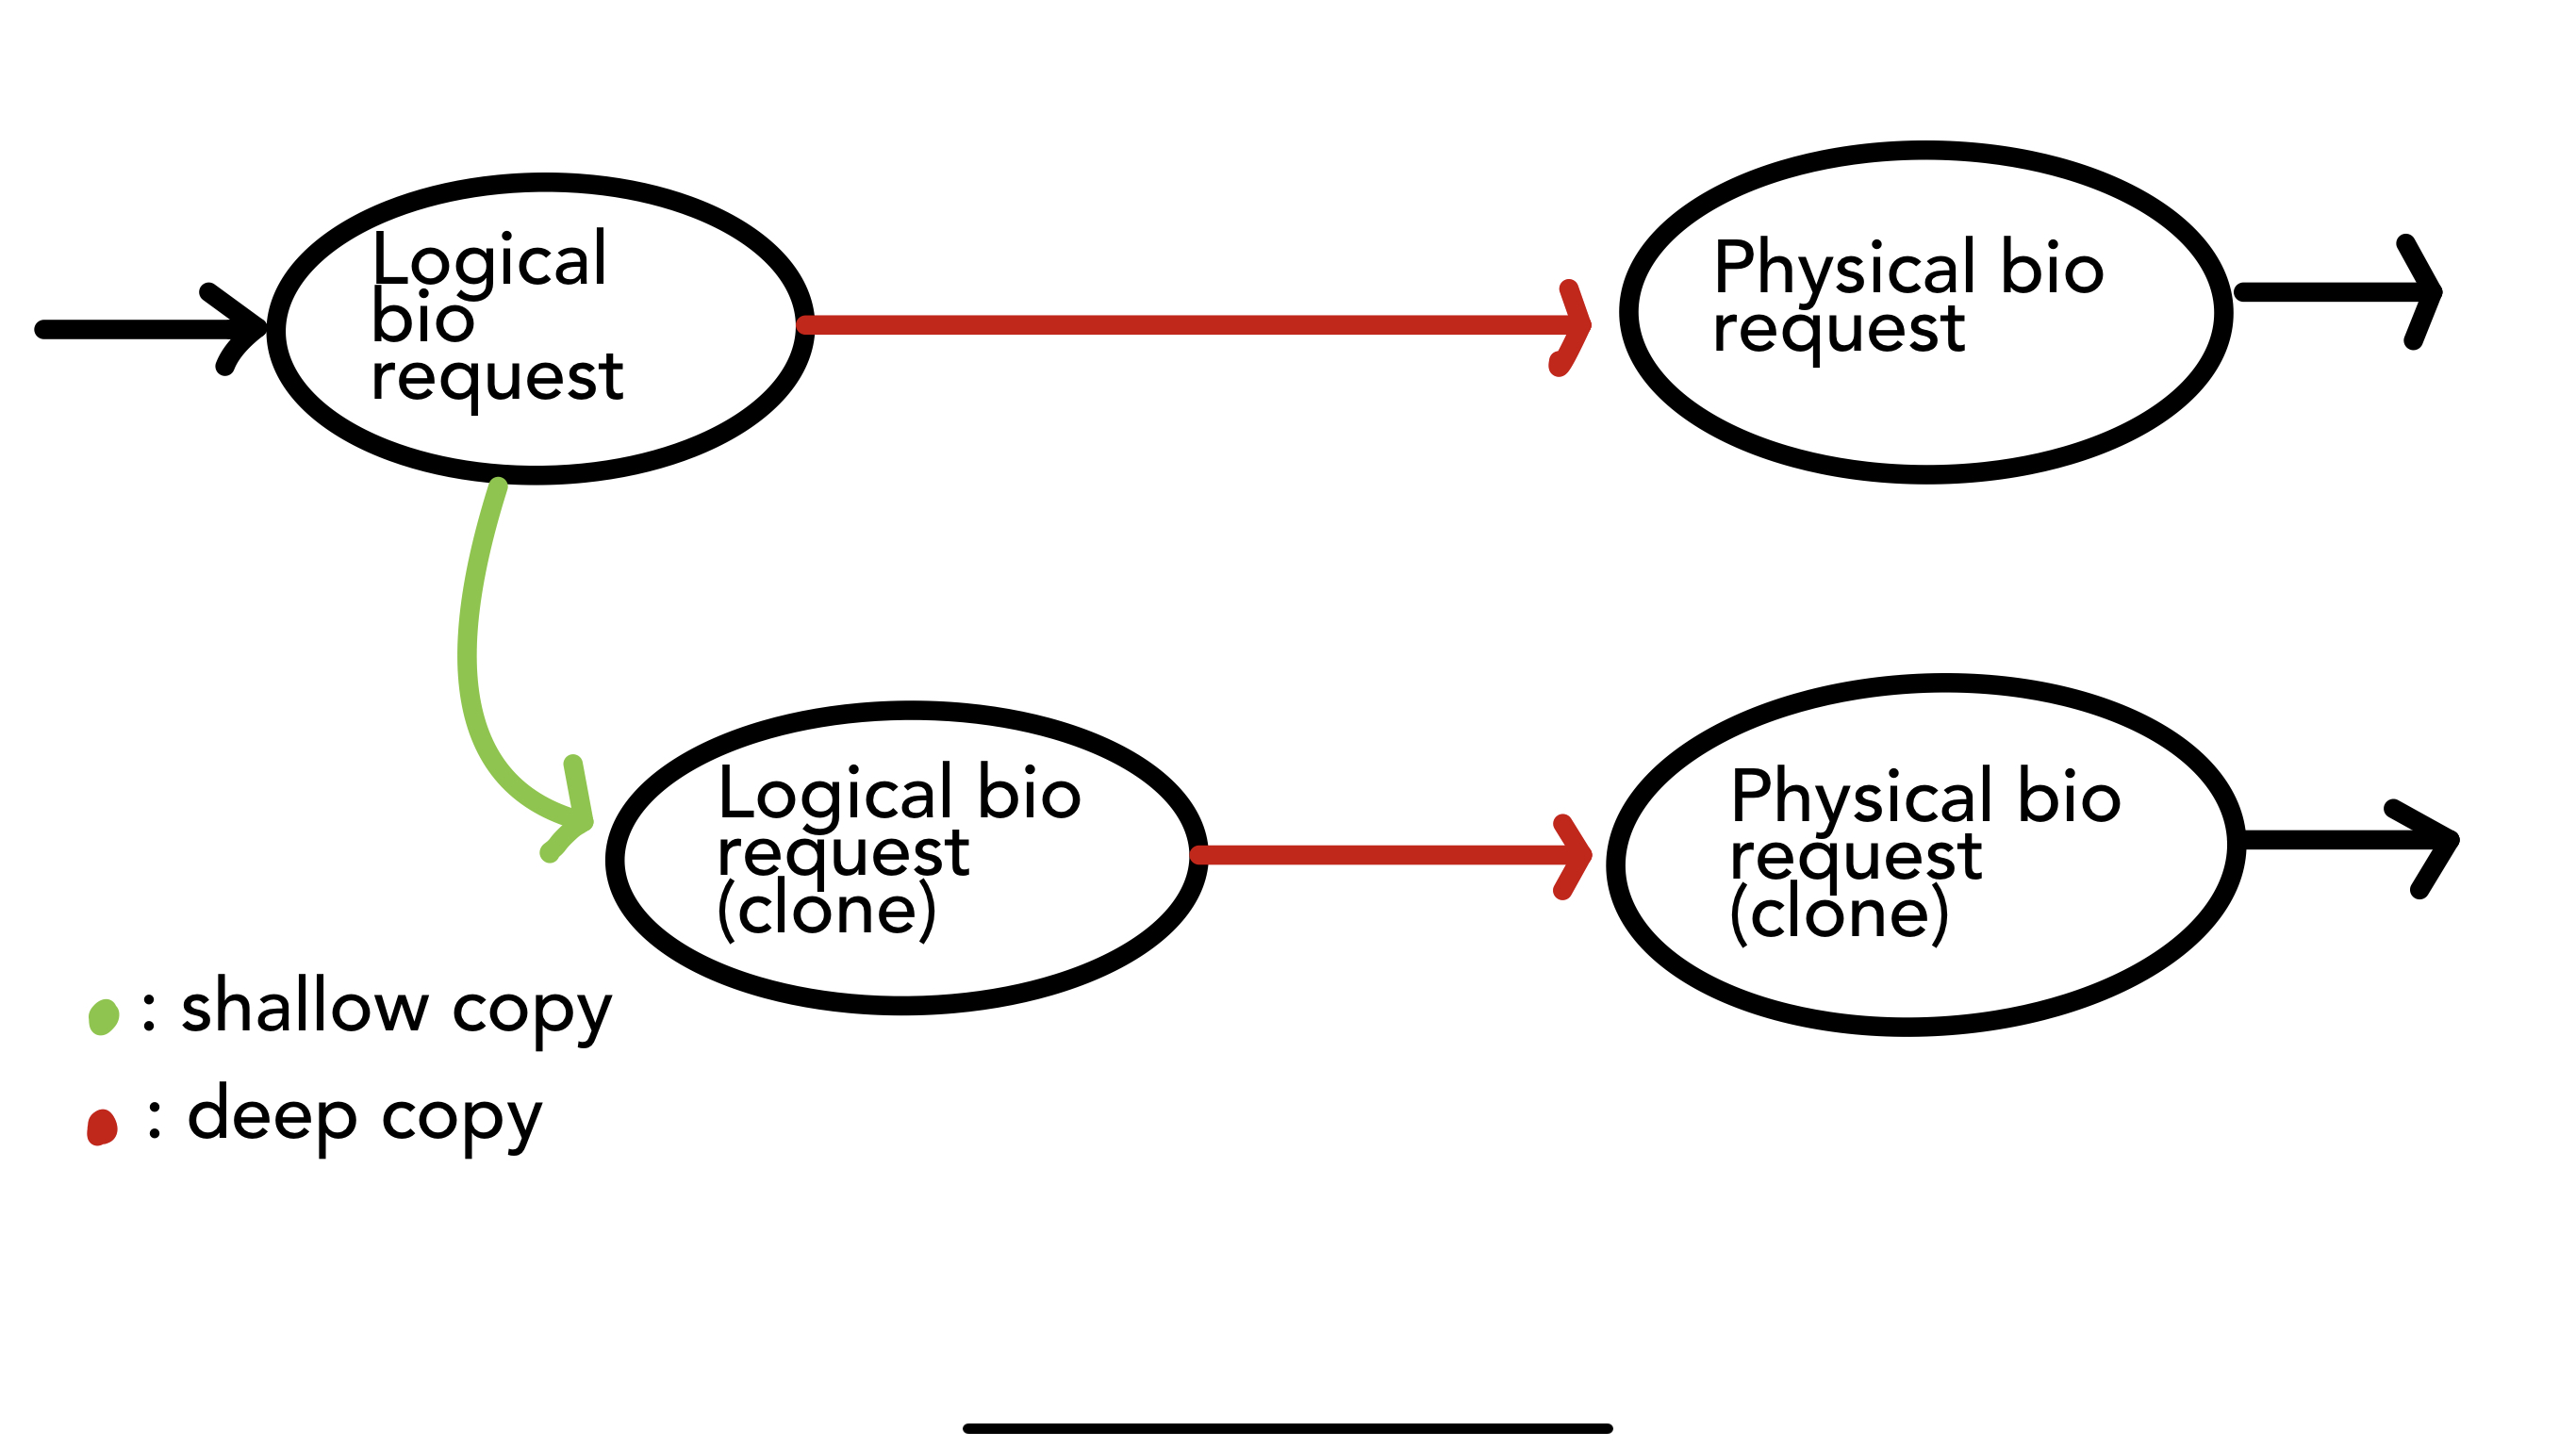 Logical
bio
request
Physical bio
request
Logical bio
request
(clone)
Physical bio
request
(clone)
: shallow copy
: deep copy